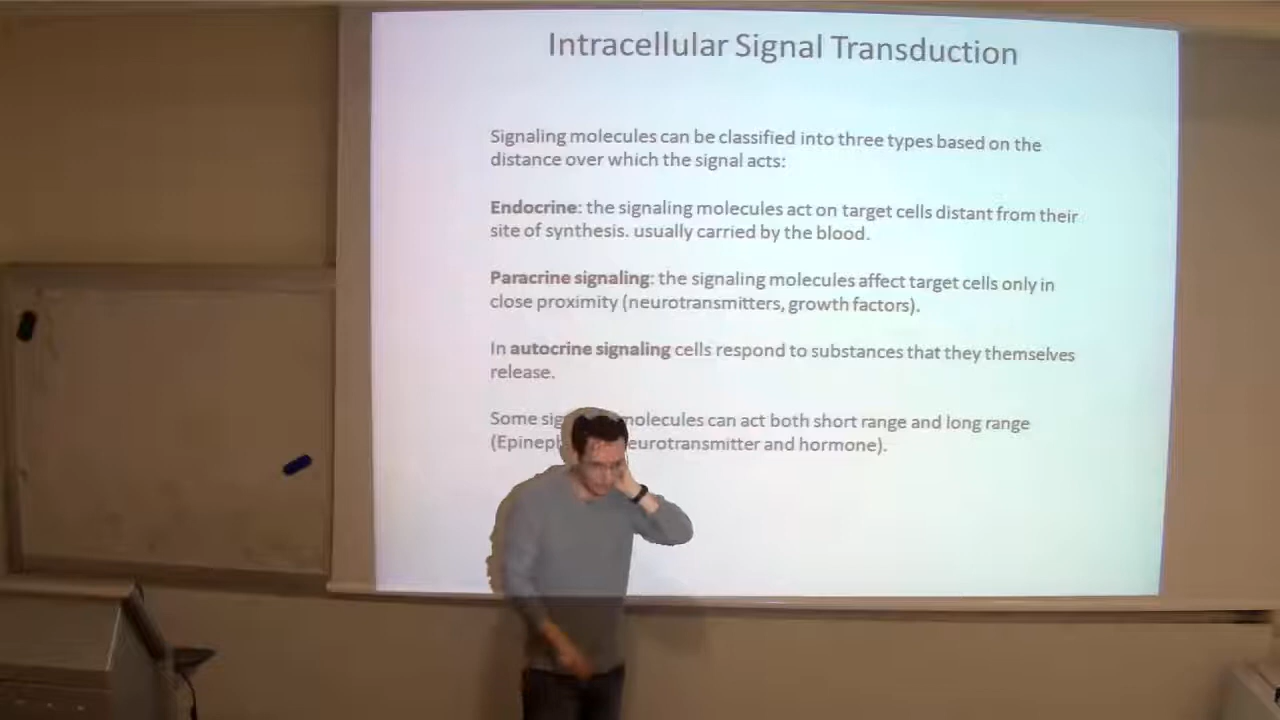 Intracellular Signal Transduction
Signaling molecules can be classified into three types based on the
distance over which the signal acts:
Endocrine: the signaling molecules act on target cells distant from their
site of synthesis. usually carried by the blood.
Paracrine signaling: the signaling molecules affect target cells only in
close proximity (neurotransmitters, growth factors).
In autocrine signaling cells respond to substances that they themselves
release.
Some molecules can act both short range and long range
and hormone).